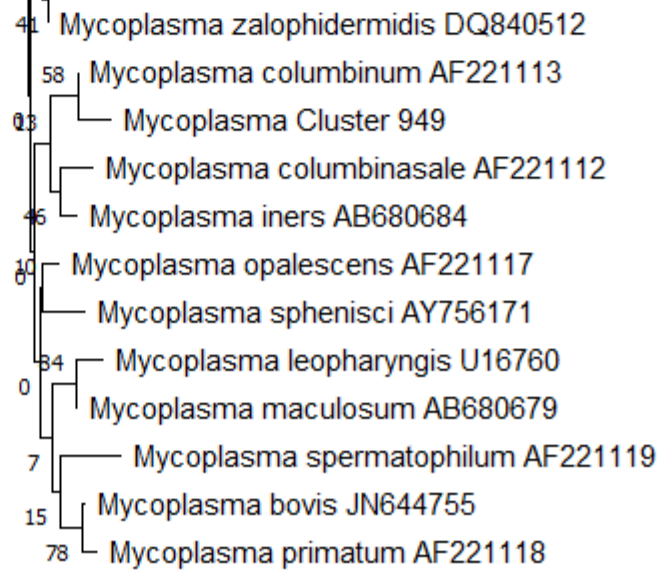 41 Mycoplasma zalophidermidis DQ840512
58 Mycoplasma columbinum AF221113
Mycoplasma Cluster 949
Mycoplasma columbinasale AF221112
46 Mycoplasma iners AB680684
10 Mycoplasma opalescens AF221117
0
Mycoplasma sphenisci AY756171
Mycoplasma leopharyngis U16760
0
Mycoplasma maculosum AB680679
7 Mycoplasma spermatophilum AF221119
Mycoplasma bovis JN644755
15
78 Mycoplasma primatum AF221118